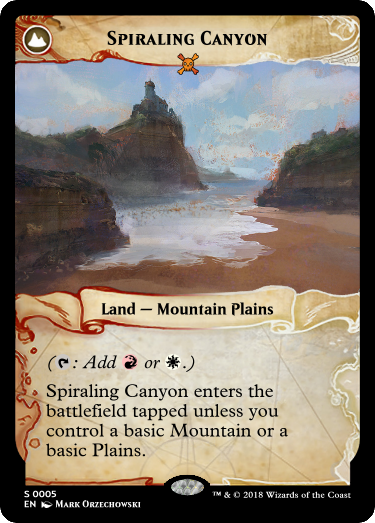 Spiraling Canyon
Land — Mountain Plains
(: Add or .)
Spiraling Canyon enters the
battlefield tapped unless you
control a basic Mountain or a
basic Plains.
S 0005
EN Mark Orzechowski
™ & © 2018 Wizards of the Coast